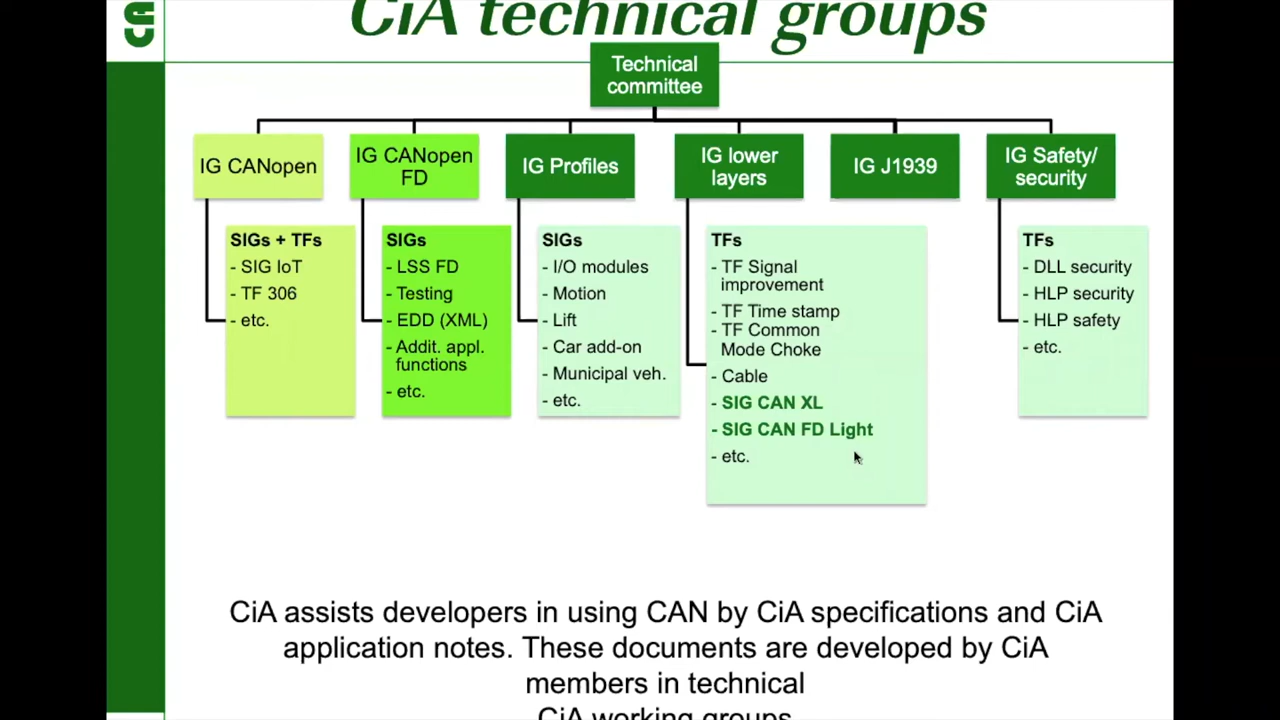 CiA technical groups
Technical
committee
IG CANopen
IG CANopen
FD
IG Profiles
IG lower
layers
IG J1939
IG Safety/
security
SIGs + TFs
- SIG IoT
- TF 306
- etc.
SIGs
- LSS FD
- Testing
- EDD (XML)
- Addit. appl.
functions
- etc.
SIGs
- I/O modules
- Motion
- Lift
- Car add-on
- Municipal veh.
- etc.
TFs
- TF Signal
improvement
- TF Time stamp
- TF Common
Mode Choke
- Cable
- SIG CAN XL
- SIG CAN FD Light
- etc.
TFs
- DLL security
- HLP security
- HLP safety
- etc.
CiA assists developers in using CAN by CiA specifications and CiA
application notes. These documents are developed by CiA
members in technical
CiA working groups